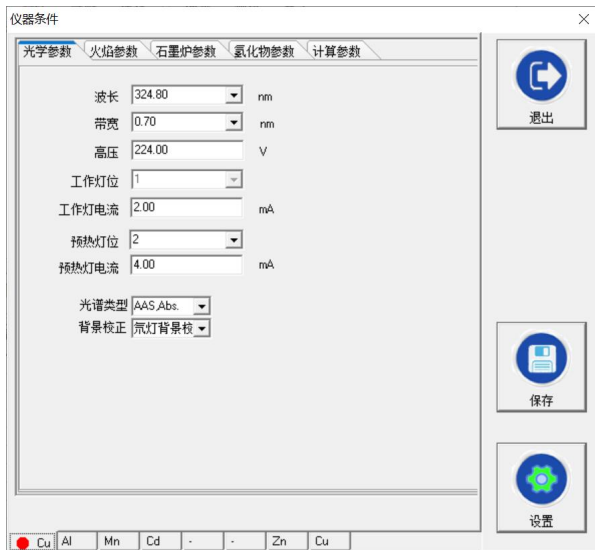 仪器条件
光学参数 火焰参数 石墨炉参数 氢化物参数 计算参数
波长 324.80 nm
带宽 0.70 nm
高压 224.00 V
工作灯位 1
工作灯电流 2.00 mA
预热灯位 2
预热灯电流 4.00 mA
光谱类型 AAS,Abs.
背景校正 氘灯背景校
退出
保存
设置
Cu Al Mn Cd - - Zn Cu